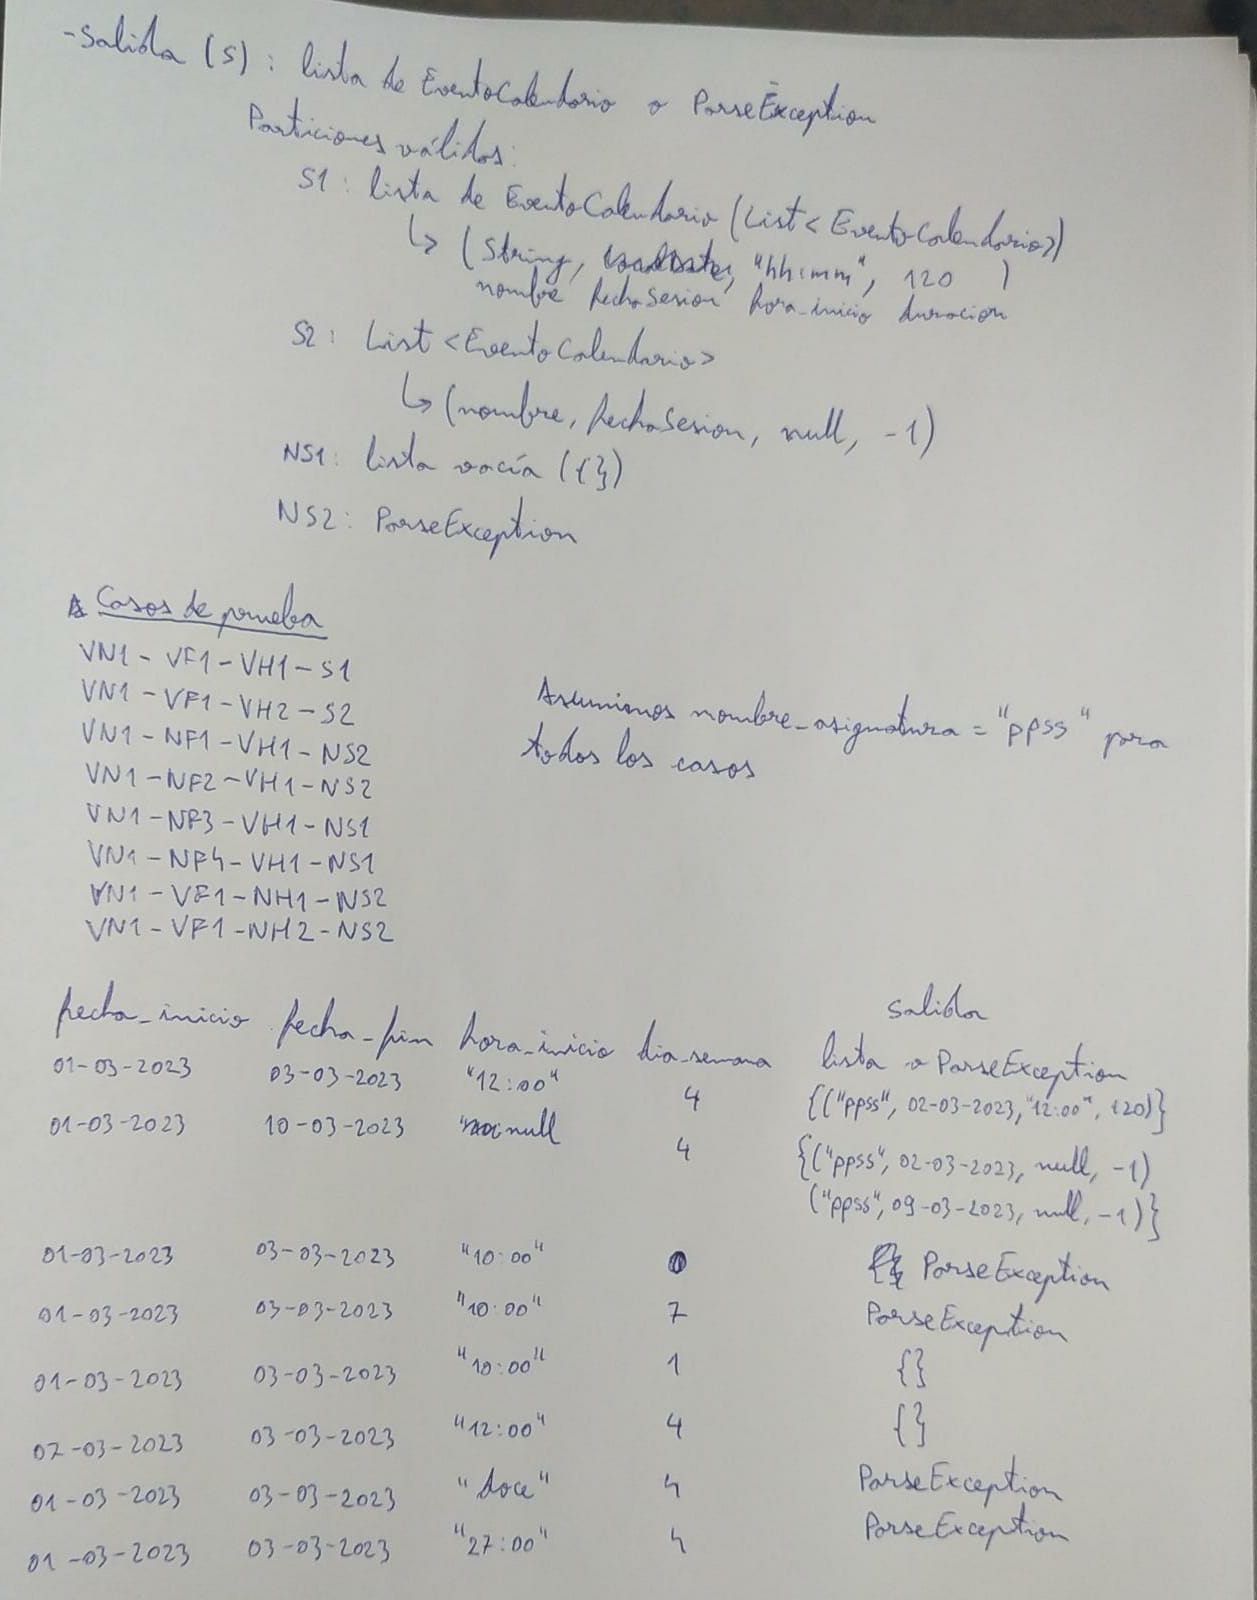 - Salida (S) : lista de EventoCalendario o ParseException
Particiones válidas:
S1 : lista de EventoCalendario (List<EventoCalendario>)
↳ (String, "hh:mm", 120 )
nombre fechaSesion hora_inicio duracion
S2 : List <EventoCalendario>
↳ (nombre, fechaSesion, null, -1)
NS1: lista vacía ({})
NS2: ParseException
Casos de prueba
VN1 - VF1 - VH1 - S1
VN1 - VF1 - VH2 - S2
VN1 - NF1 - VH1 - NS2
VN1 - NF2 - VH1 - NS2
VN1 - NF3 - VH1 - NS1
VN1 - NF4 - VH1 - NS1
VN1 - VF1 - NH1 - NS2
VN1 - VF1 - NH2 - NS2
Asumimos nombre_asignatura = "ppss" para
todos los casos
fecha_inicio fecha_fin hora_inicio dia_semana salida
lista o ParseException
01-03-2023 03-03-2023 "12:00" 4 {("ppss", 02-03-2023, "12:00", 120)}
01-03-2023 10-03-2023 null 4 {("ppss", 02-03-2023, null, -1)
("ppss", 09-03-2023, null, -1)}
01-03-2023 03-03-2023 "10:00" 0 ParseException
01-03-2023 03-03-2023 "10:00" 7 ParseException
01-03-2023 03-03-2023 "10:00" 1 {}
07-03-2023 03-03-2023 "12:00" 4 {}
01-03-2023 03-03-2023 "doce" 4 ParseException
01-03-2023 03-03-2023 "27:00" 4 ParseException